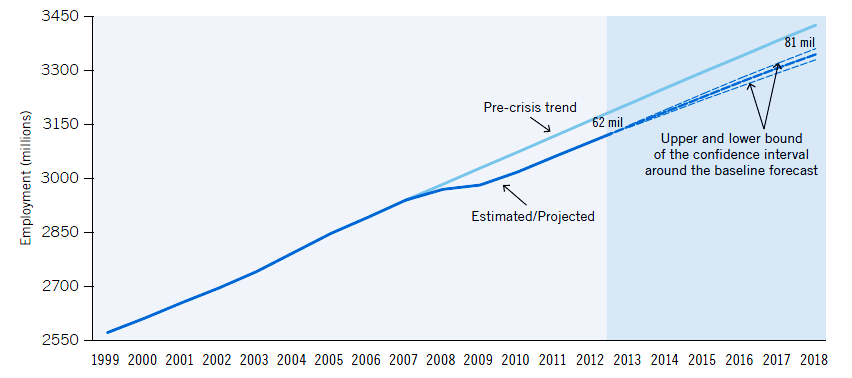 Employment (millions)
3450
3300
3150
3000
2850
2700
2550
81 mil
Pre-crisis trend
62 mil
Upper and lower bound
of the confidence interval
around the baseline forecast
Estimated/Projected
1999 2000 2001 2002 2003 2004 2005 2006 2007 2008 2009 2010 2011 2012 2013 2014 2015 2016 2017 2018